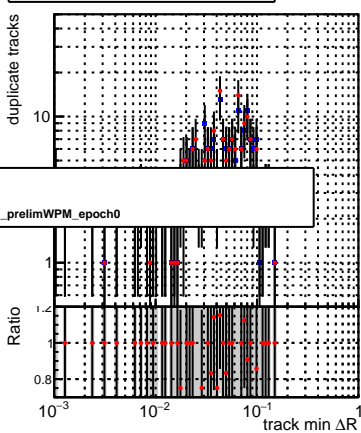 duplicate tracks
10
_prelimWPM_epoch0
1
Ratio
1.2
1
0.8
10−3
10−2
10−1
1
track min ΔR